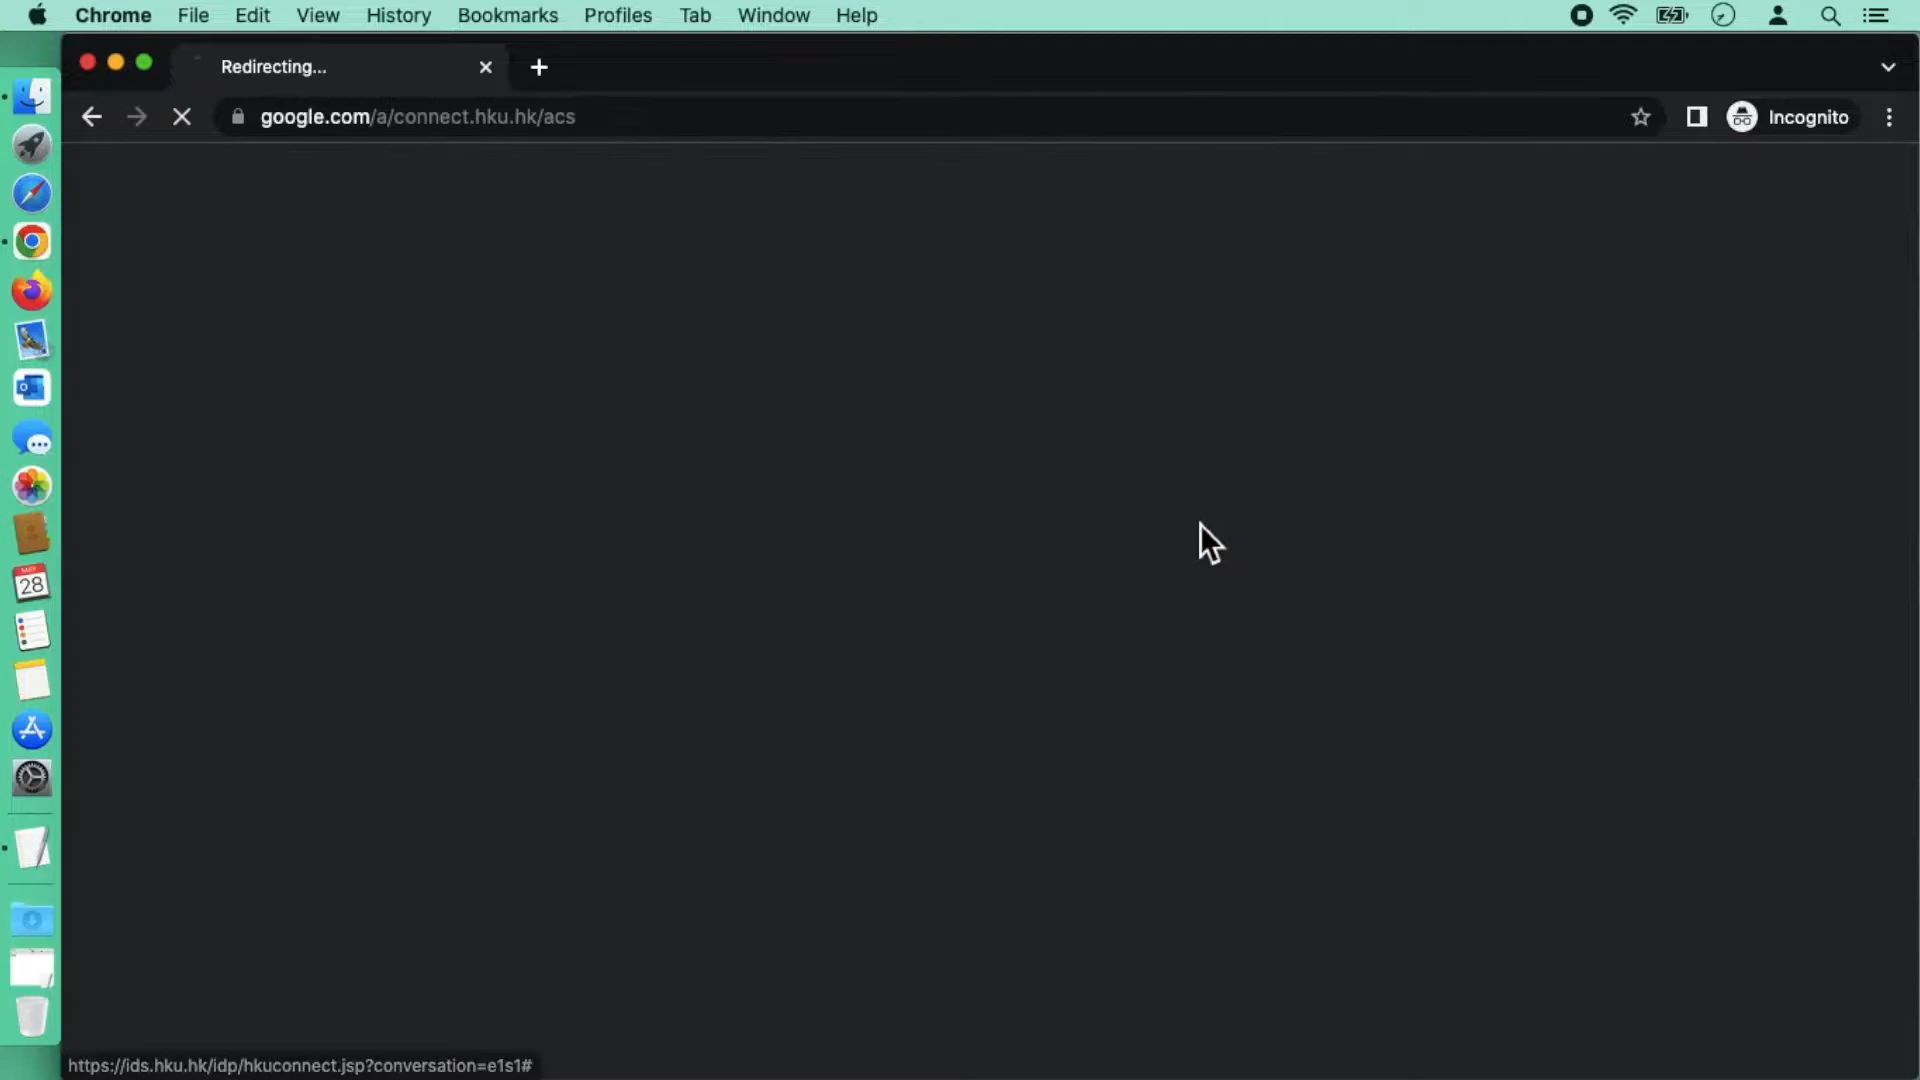 Chrome File Edit View History Bookmarks Profiles Tab Window Help
Redirecting...
google.com/a/connect.hku.hk/acs
Incognito
28
https://ids.hku.hk/idp/hkuconnect.jsp?conversation=e1s1#